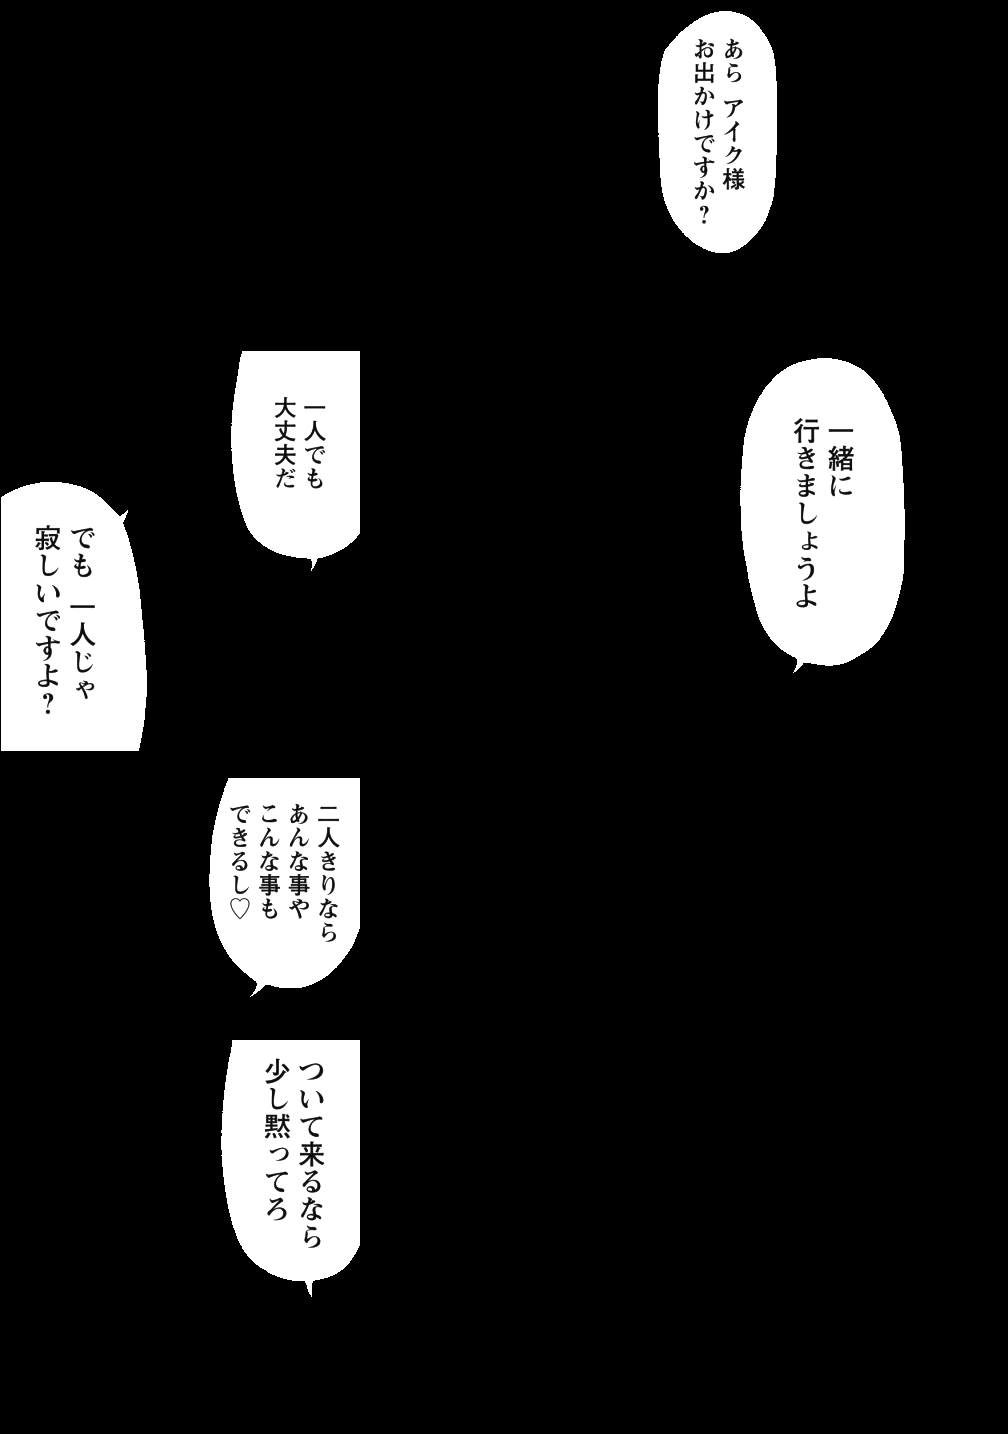 あら アイク様
お出かけですか?
一緒に
行きましょうよ
一人でも
大丈夫だ
でも 一人じゃ
寂しいですよ?
二人きりなら
あんな事や
こんな事も
できるし♡
ついて来るなら
少し黙ってろ